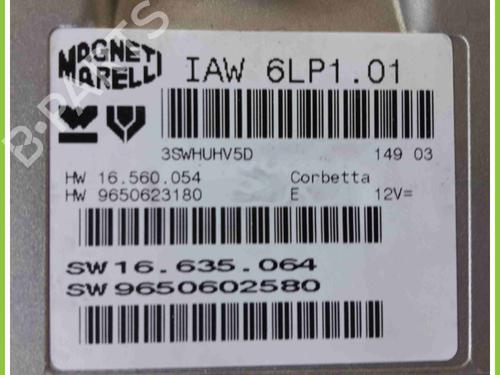 MAGNETI
MARELLI
IAW 6LP1.01
3SWHUHV5D
149 03
HW 16.560.054
Corbetta
HW 9650623180
E
12V=
SW 16.635.064
SW 9650602580
B-PARTS